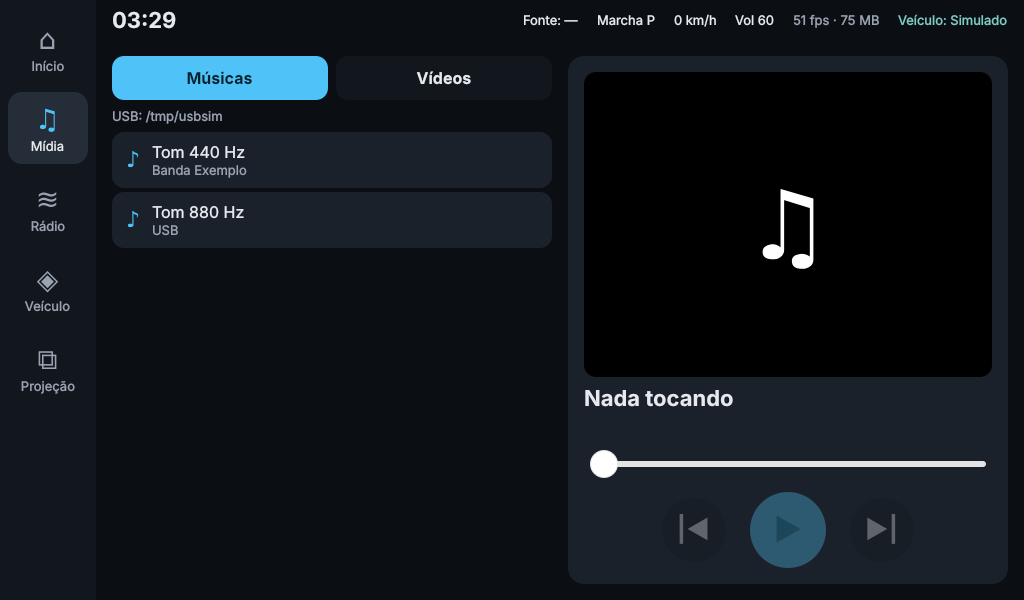 03:29
Fonte: — Marcha P 0 km/h Vol 60 51 fps · 75 MB Veículo: Simulado
Início
Mídia
Rádio
Veículo
Projeção
Músicas
Vídeos
USB: /tmp/usbsim
Tom 440 Hz
Banda Exemplo
Tom 880 Hz
USB
Nada tocando